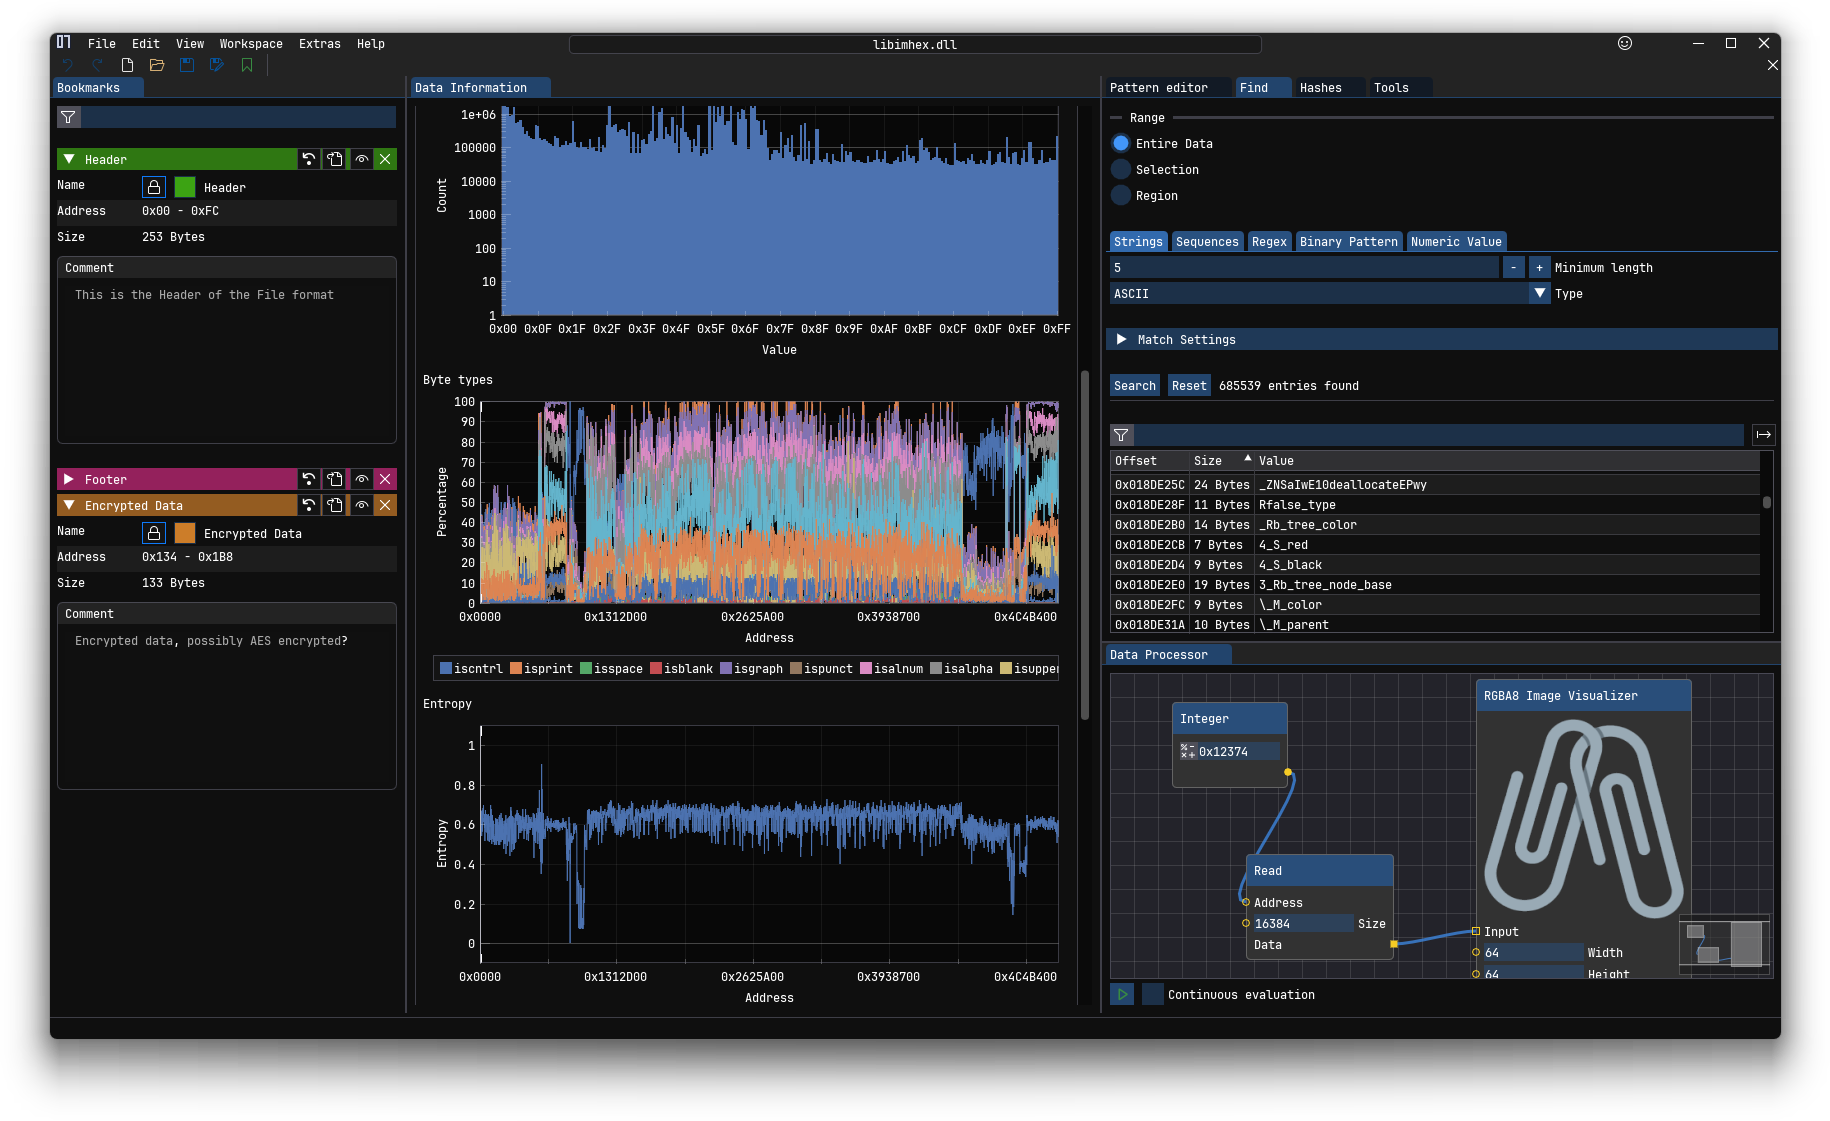 File Edit View Workspace Extras Help
libimhex.dll
Bookmarks
Header
Name Header
Address 0x00 - 0xFC
Size 253 Bytes
Comment
This is the Header of the File format
Footer
Encrypted Data
Name Encrypted Data
Address 0x134 - 0x1B8
Size 133 Bytes
Comment
Encrypted data, possibly AES encrypted?
Data Information
1e+06
100000
10000
1000
100
10
1
Count
0x00 0x0F 0x1F 0x2F 0x3F 0x4F 0x5F 0x6F 0x7F 0x8F 0x9F 0xAF 0xBF 0xCF 0xDF 0xEF 0xFF
Value
Byte types
100
90
80
70
60
50
40
30
20
10
0
Percentage
0x0000 0x1312D00 0x2625A00 0x3938700 0x4C4B400
Address
iscntrl isprint isspace isblank isgraph ispunct isalnum isalpha isupper
Entropy
1
0.8
0.6
0.4
0.2
0
Entropy
0x0000 0x1312D00 0x2625A00 0x3938700 0x4C4B400
Address
Pattern editor Find Hashes Tools
Range
Entire Data
Selection
Region
Strings Sequences Regex Binary Pattern Numeric Value
5 - + Minimum length
ASCII Type
Match Settings
Search Reset 685539 entries found
Offset Size Value
0x018DE25C 24 Bytes _ZNSaIwE10deallocateEPwy
0x018DE28F 11 Bytes Rfalse_type
0x018DE2B0 14 Bytes _Rb_tree_color
0x018DE2CB 7 Bytes 4_S_red
0x018DE2D4 9 Bytes 4_S_black
0x018DE2E0 19 Bytes 3_Rb_tree_node_base
0x018DE2FC 9 Bytes \_M_color
0x018DE31A 10 Bytes \_M_parent
Data Processor
Integer
0x12374
Read
Address
16384 Size
Data
RGBA8 Image Visualizer
Input
64 Width
64 Height
Continuous evaluation